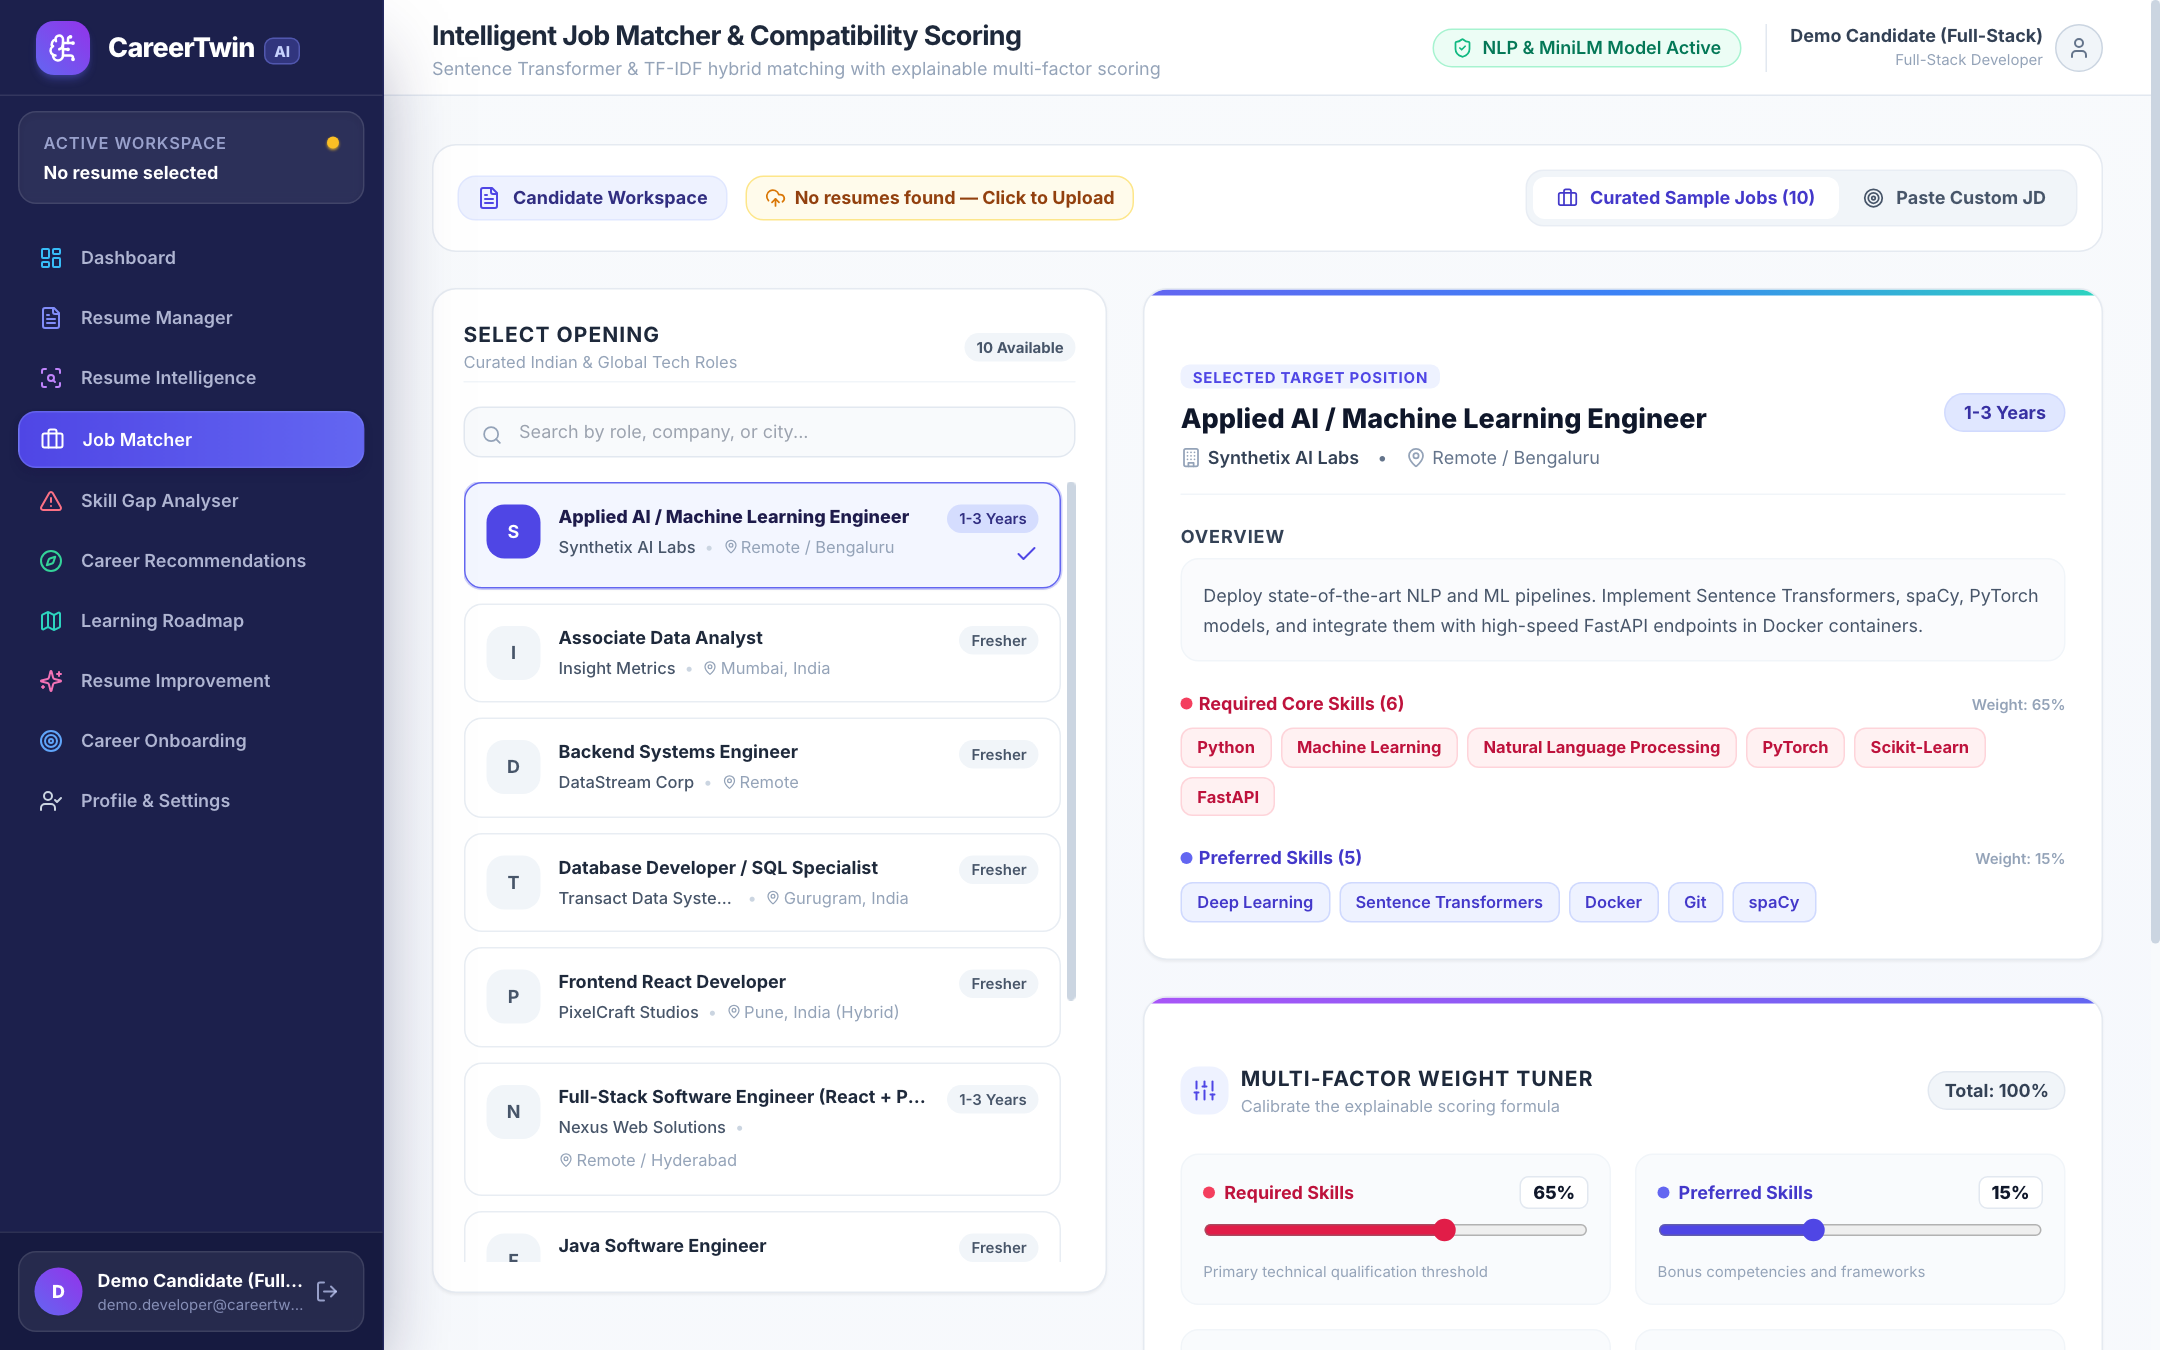 CareerTwin AI
ACTIVE WORKSPACE
No resume selected
Dashboard
Resume Manager
Resume Intelligence
Job Matcher
Skill Gap Analyser
Career Recommendations
Learning Roadmap
Resume Improvement
Career Onboarding
Profile & Settings
D
Demo Candidate (Full...
demo.developer@careertw...
Intelligent Job Matcher & Compatibility Scoring
Sentence Transformer & TF-IDF hybrid matching with explainable multi-factor scoring
NLP & MiniLM Model Active
Demo Candidate (Full-Stack)
Full-Stack Developer
Candidate Workspace
No resumes found — Click to Upload
Curated Sample Jobs (10)
Paste Custom JD
SELECT OPENING
Curated Indian & Global Tech Roles
10 Available
Search by role, company, or city...
S
Applied AI / Machine Learning Engineer
1-3 Years
Synthetix AI Labs • Remote / Bengaluru
I
Associate Data Analyst
Fresher
Insight Metrics • Mumbai, India
D
Backend Systems Engineer
Fresher
DataStream Corp • Remote
T
Database Developer / SQL Specialist
Fresher
Transact Data Syste... • Gurugram, India
P
Frontend React Developer
Fresher
PixelCraft Studios • Pune, India (Hybrid)
N
Full-Stack Software Engineer (React + P...
1-3 Years
Nexus Web Solutions •
Remote / Hyderabad
Java Software Engineer
Fresher
SELECTED TARGET POSITION
Applied AI / Machine Learning Engineer
1-3 Years
Synthetix AI Labs • Remote / Bengaluru
OVERVIEW
Deploy state-of-the-art NLP and ML pipelines. Implement Sentence Transformers, spaCy, PyTorch
models, and integrate them with high-speed FastAPI endpoints in Docker containers.
Required Core Skills (6)
Weight: 65%
Python
Machine Learning
Natural Language Processing
PyTorch
Scikit-Learn
FastAPI
Preferred Skills (5)
Weight: 15%
Deep Learning
Sentence Transformers
Docker
Git
spaCy
MULTI-FACTOR WEIGHT TUNER
Calibrate the explainable scoring formula
Total: 100%
Required Skills
65%
Primary technical qualification threshold
Preferred Skills
15%
Bonus competencies and frameworks